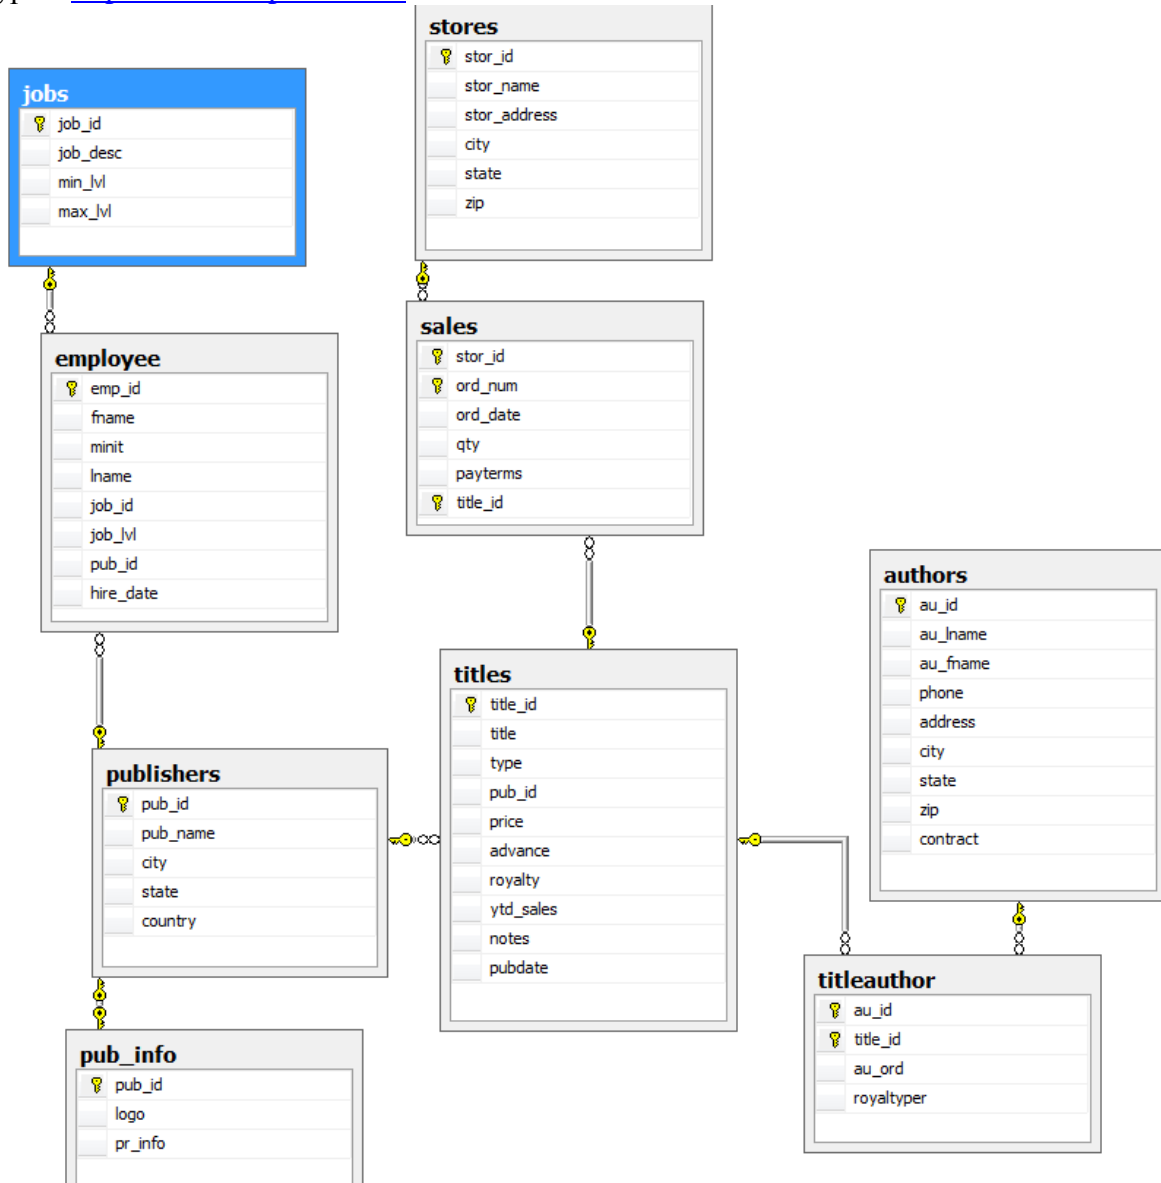 stores
stor_id
stor_name
stor_address
city
state
zip
jobs
job_id
job_desc
min_lvl
max_lvl
sales
stor_id
ord_num
ord_date
qty
payterms
title_id
employee
emp_id
fname
minit
lname
job_id
job_lvl
pub_id
hire_date
authors
au_id
au_lname
au_fname
phone
address
city
state
zip
contract
titles
title_id
title
type
pub_id
price
advance
royalty
ytd_sales
notes
pubdate
publishers
pub_id
pub_name
city
state
country
titleauthor
au_id
title_id
au_ord
royaltyper
pub_info
pub_id
logo
pr_info